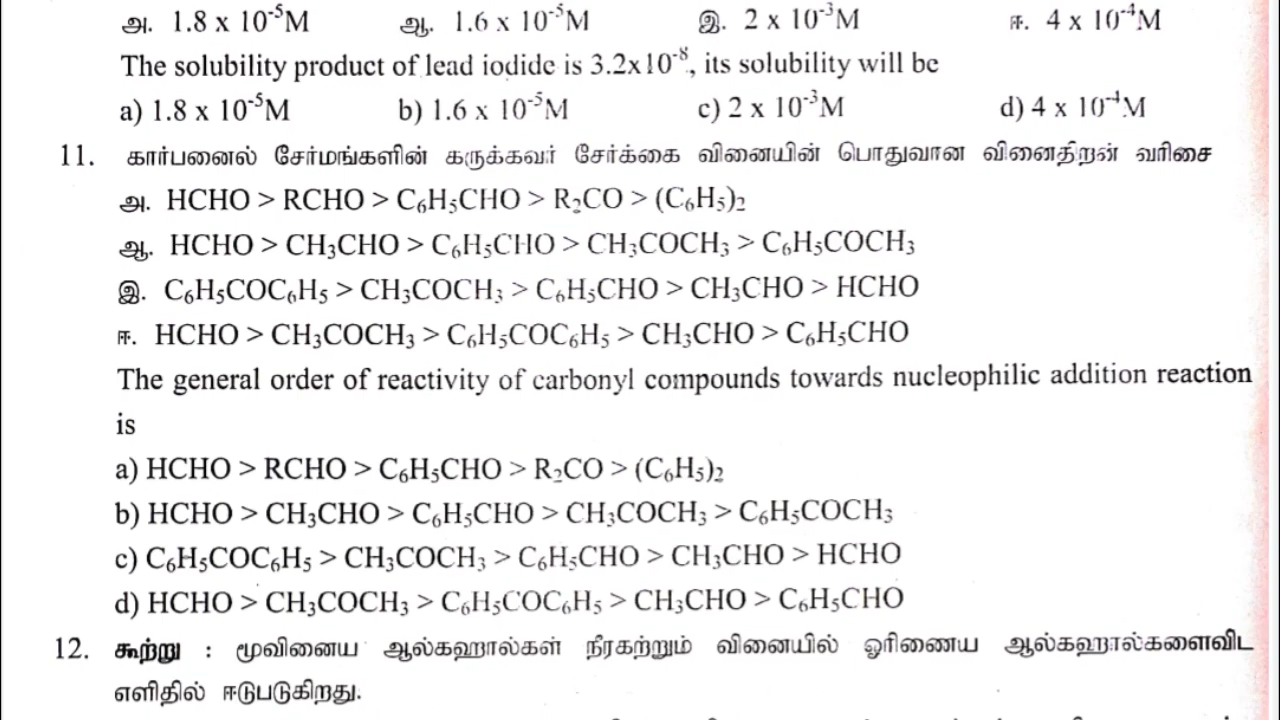 அ. 1.8 x 10⁻⁵M ஆ. 1.6 x 10⁻⁵M இ. 2 x 10⁻³M ஈ. 4 x 10⁻⁴M
The solubility product of lead iodide is 3.2x10⁻⁸, its solubility will be
a) 1.8 x 10⁻⁵M b) 1.6 x 10⁻⁵M c) 2 x 10⁻³M d) 4 x 10⁻⁴M
11. கார்பனைல் சேர்மங்களின் கருக்கவர் சேர்க்கை வினையின் பொதுவான வினைதிறன் வரிசை
அ. HCHO > RCHO > C₆H₅CHO > R₂CO > (C₆H₅)₂
ஆ. HCHO > CH₃CHO > C₆H₅CHO > CH₃COCH₃ > C₆H₅COCH₃
இ. C₆H₅COC₆H₅ > CH₃COCH₃ > C₆H₅CHO > CH₃CHO > HCHO
ஈ. HCHO > CH₃COCH₃ > C₆H₅COC₆H₅ > CH₃CHO > C₆H₅CHO
The general order of reactivity of carbonyl compounds towards nucleophilic addition reaction
is
a) HCHO > RCHO > C₆H₅CHO > R₂CO > (C₆H₅)₂
b) HCHO > CH₃CHO > C₆H₅CHO > CH₃COCH₃ > C₆H₅COCH₃
c) C₆H₅COC₆H₅ > CH₃COCH₃ > C₆H₅CHO > CH₃CHO > HCHO
d) HCHO > CH₃COCH₃ > C₆H₅COC₆H₅ > CH₃CHO > C₆H₅CHO
12. கூற்று : மூவினைய ஆல்கஹால்கள் நீரகற்றும் வினையில் ஓரிணைய ஆல்கஹால்களைவிட
எளிதில் ஈடுபடுகிறது.